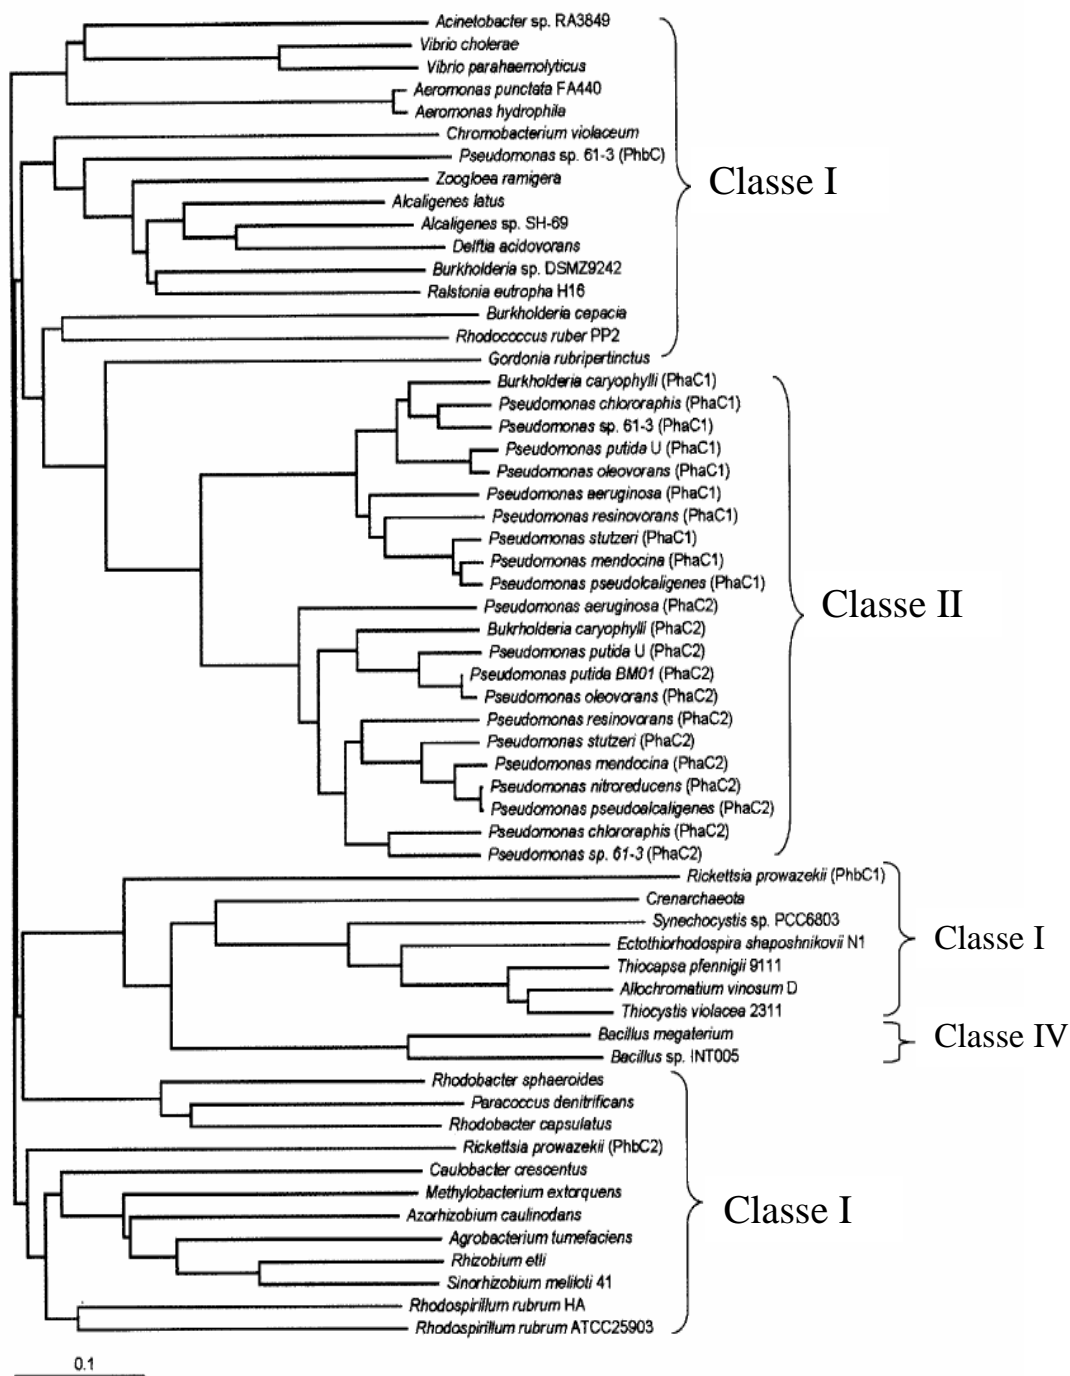 Acinetobacter sp. RA3849
Vibrio cholerae
Vibrio parahaemolyticus
Aeromonas punctata FA440
Aeromonas hydrophila
Chromobacterium violaceum
Pseudomonas sp. 61-3 (PhbC)
Classe I
Zoogloea ramigera
Alcaligenes latus
Alcaligenes sp. SH-69
Delftia acidovorans
Burkholderia sp. DSMZ9242
Ralstonia eutropha H16
Burkholderia cepacia
Rhodococcus ruber PP2
Gordonia rubripertinctus
Burkholderia caryophylli (PhaC1)
Pseudomonas chlororaphis (PhaC1)
Pseudomonas sp. 61-3 (PhaC1)
Pseudomonas putida U (PhaC1)
Pseudomonas oleovorans (PhaC1)
Pseudomonas aeruginosa (PhaC1)
Pseudomonas resinovorans (PhaC1)
Pseudomonas stutzeri (PhaC1)
Pseudomonas mendocina (PhaC1)
Pseudomonas pseudolcaligenes (PhaC1)
Pseudomonas aeruginosa (PhaC2)
Classe II
Bukrholderia caryophylli (PhaC2)
Pseudomonas putida U (PhaC2)
Pseudomonas putida BM01 (PhaC2)
Pseudomonas oleovorans (PhaC2)
Pseudomonas resinovorans (PhaC2)
Pseudomonas stutzeri (PhaC2)
Pseudomonas mendocina (PhaC2)
Pseudomonas nitroreducens (PhaC2)
Pseudomonas pseudoalcaligenes (PhaC2)
Pseudomonas chlororaphis (PhaC2)
Pseudomonas sp. 61-3 (PhaC2)
Rickettsia prowazekii (PhbC1)
Crenarchaeota
Synechocystis sp. PCC6803
Ectothiorhodospira shaposhnikovii N1
Classe I
Thiocapsa pfennigii 9111
Allochromatium vinosum D
Thiocystis violacea 2311
Bacillus megaterium
Classe IV
Bacillus sp. INT005
Rhodobacter sphaeroides
Paracoccus denitrificans
Rhodobacter capsulatus
Rickettsia prowazekii (PhbC2)
Caulobacter crescentus
Methylobacterium extorquens
Classe I
Azorhizobium caulinodans
Agrobacterium tumefaciens
Rhizobium etli
Sinorhizobium meliloti 41
Rhodospirillum rubrum HA
Rhodospirillum rubrum ATCC25903
0.1